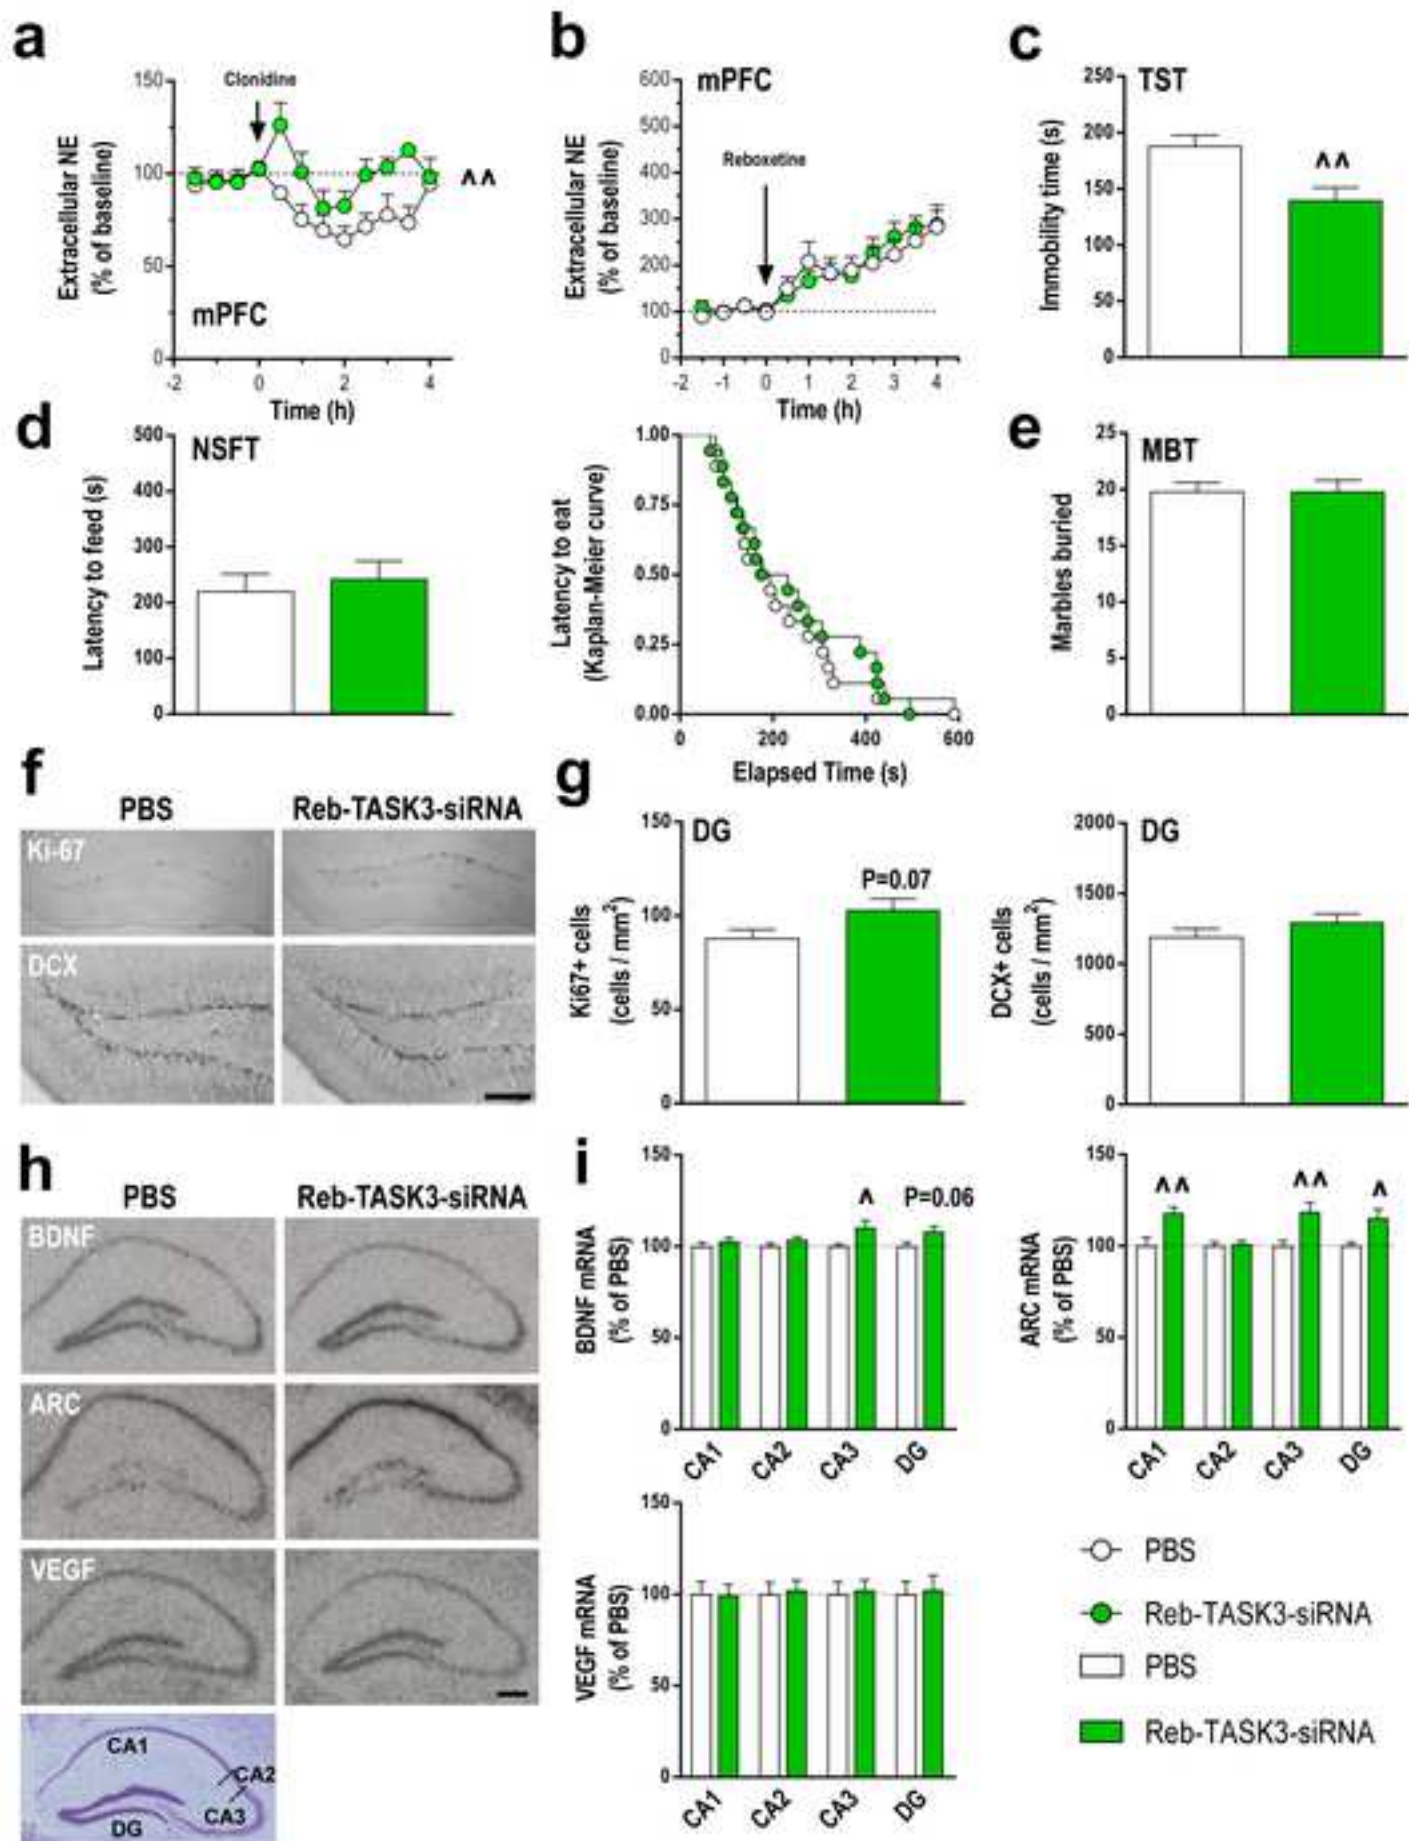 a
150
100
50
0
Extracellular NE
(% of baseline)
Clonidine
^^
mPFC
-2
0
2
4
Time (h)
b
600
500
400
300
200
100
0
Extracellular NE
(% of baseline)
mPFC
Reboxetine
-2 -1 0 1 2 3 4
Time (h)
c
250
200
150
100
50
0
Immobility time (s)
TST
^^
d
500
400
300
200
100
0
Latency to feed (s)
NSFT
1.00
0.75
0.50
0.25
0.00
Latency to eat
(Kaplan-Meier curve)
0 200 400 600
Elapsed Time (s)
e
25
20
15
10
5
0
Marbles buried
MBT
f
PBS Reb-TASK3-siRNA
Ki-67
DCX
g
150
100
50
0
Ki67+ cells
(cells / mm²)
DG
P=0.07
2000
1500
1000
500
0
DCX+ cells
(cells / mm²)
DG
h
PBS Reb-TASK3-siRNA
BDNF
ARC
VEGF
CA1
CA2
CA3
DG
i
150
100
50
0
BDNF mRNA
(% of PBS)
^ P=0.06
CA1 CA2 CA3 DG
150
100
50
0
ARC mRNA
(% of PBS)
^^ ^^ ^
CA1 CA2 CA3 DG
150
100
50
0
VEGF mRNA
(% of PBS)
CA1 CA2 CA3 DG
PBS
Reb-TASK3-siRNA
PBS
Reb-TASK3-siRNA